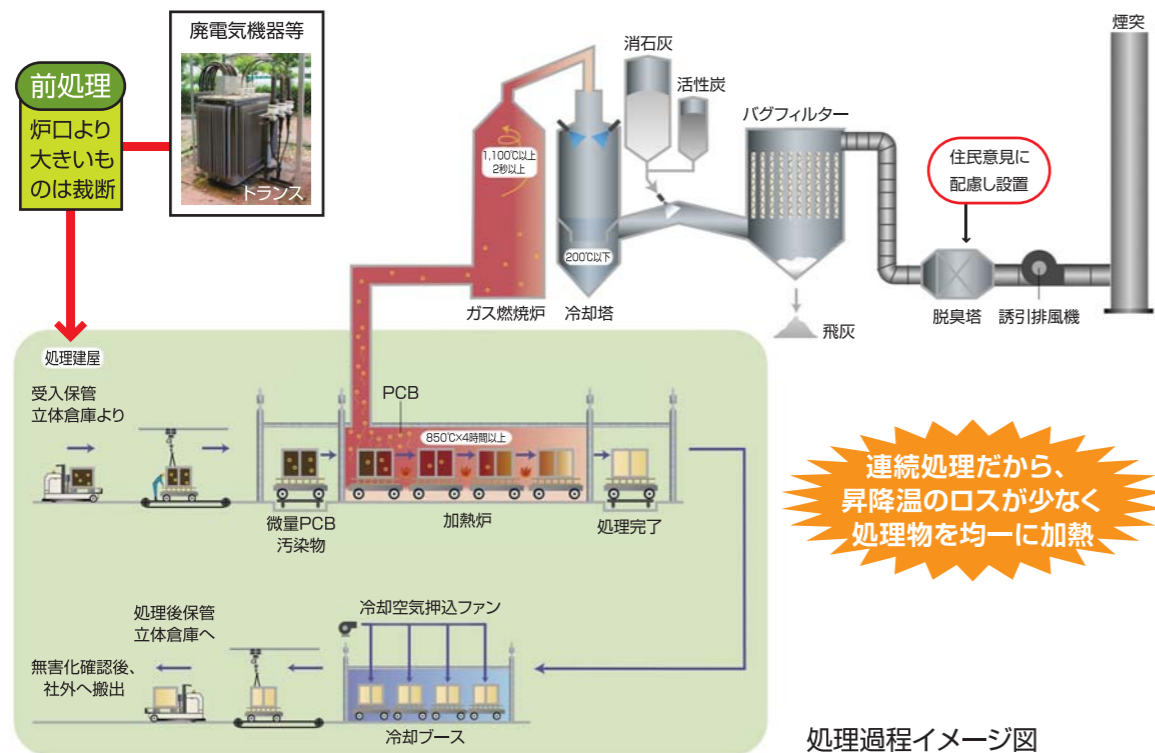 廃電気機器等
トランス
前処理
炉口より
大きいも
のは裁断
1,100℃以上
2秒以上
ガス燃焼炉
200℃以下
冷却塔
消石灰
活性炭
バグフィルター
飛灰
住民意見に
配慮し設置
脱臭塔
誘引排風機
煙突
処理建屋
受入保管
立体倉庫より
PCB
850℃×4時間以上
微量PCB
汚染物
加熱炉
処理完了
連続処理だから、
昇降温のロスが少なく
処理物を均一に加熱
冷却空気押込ファン
処理後保管
立体倉庫へ
無害化確認後、
社外へ搬出
冷却ブース
処理過程イメージ図